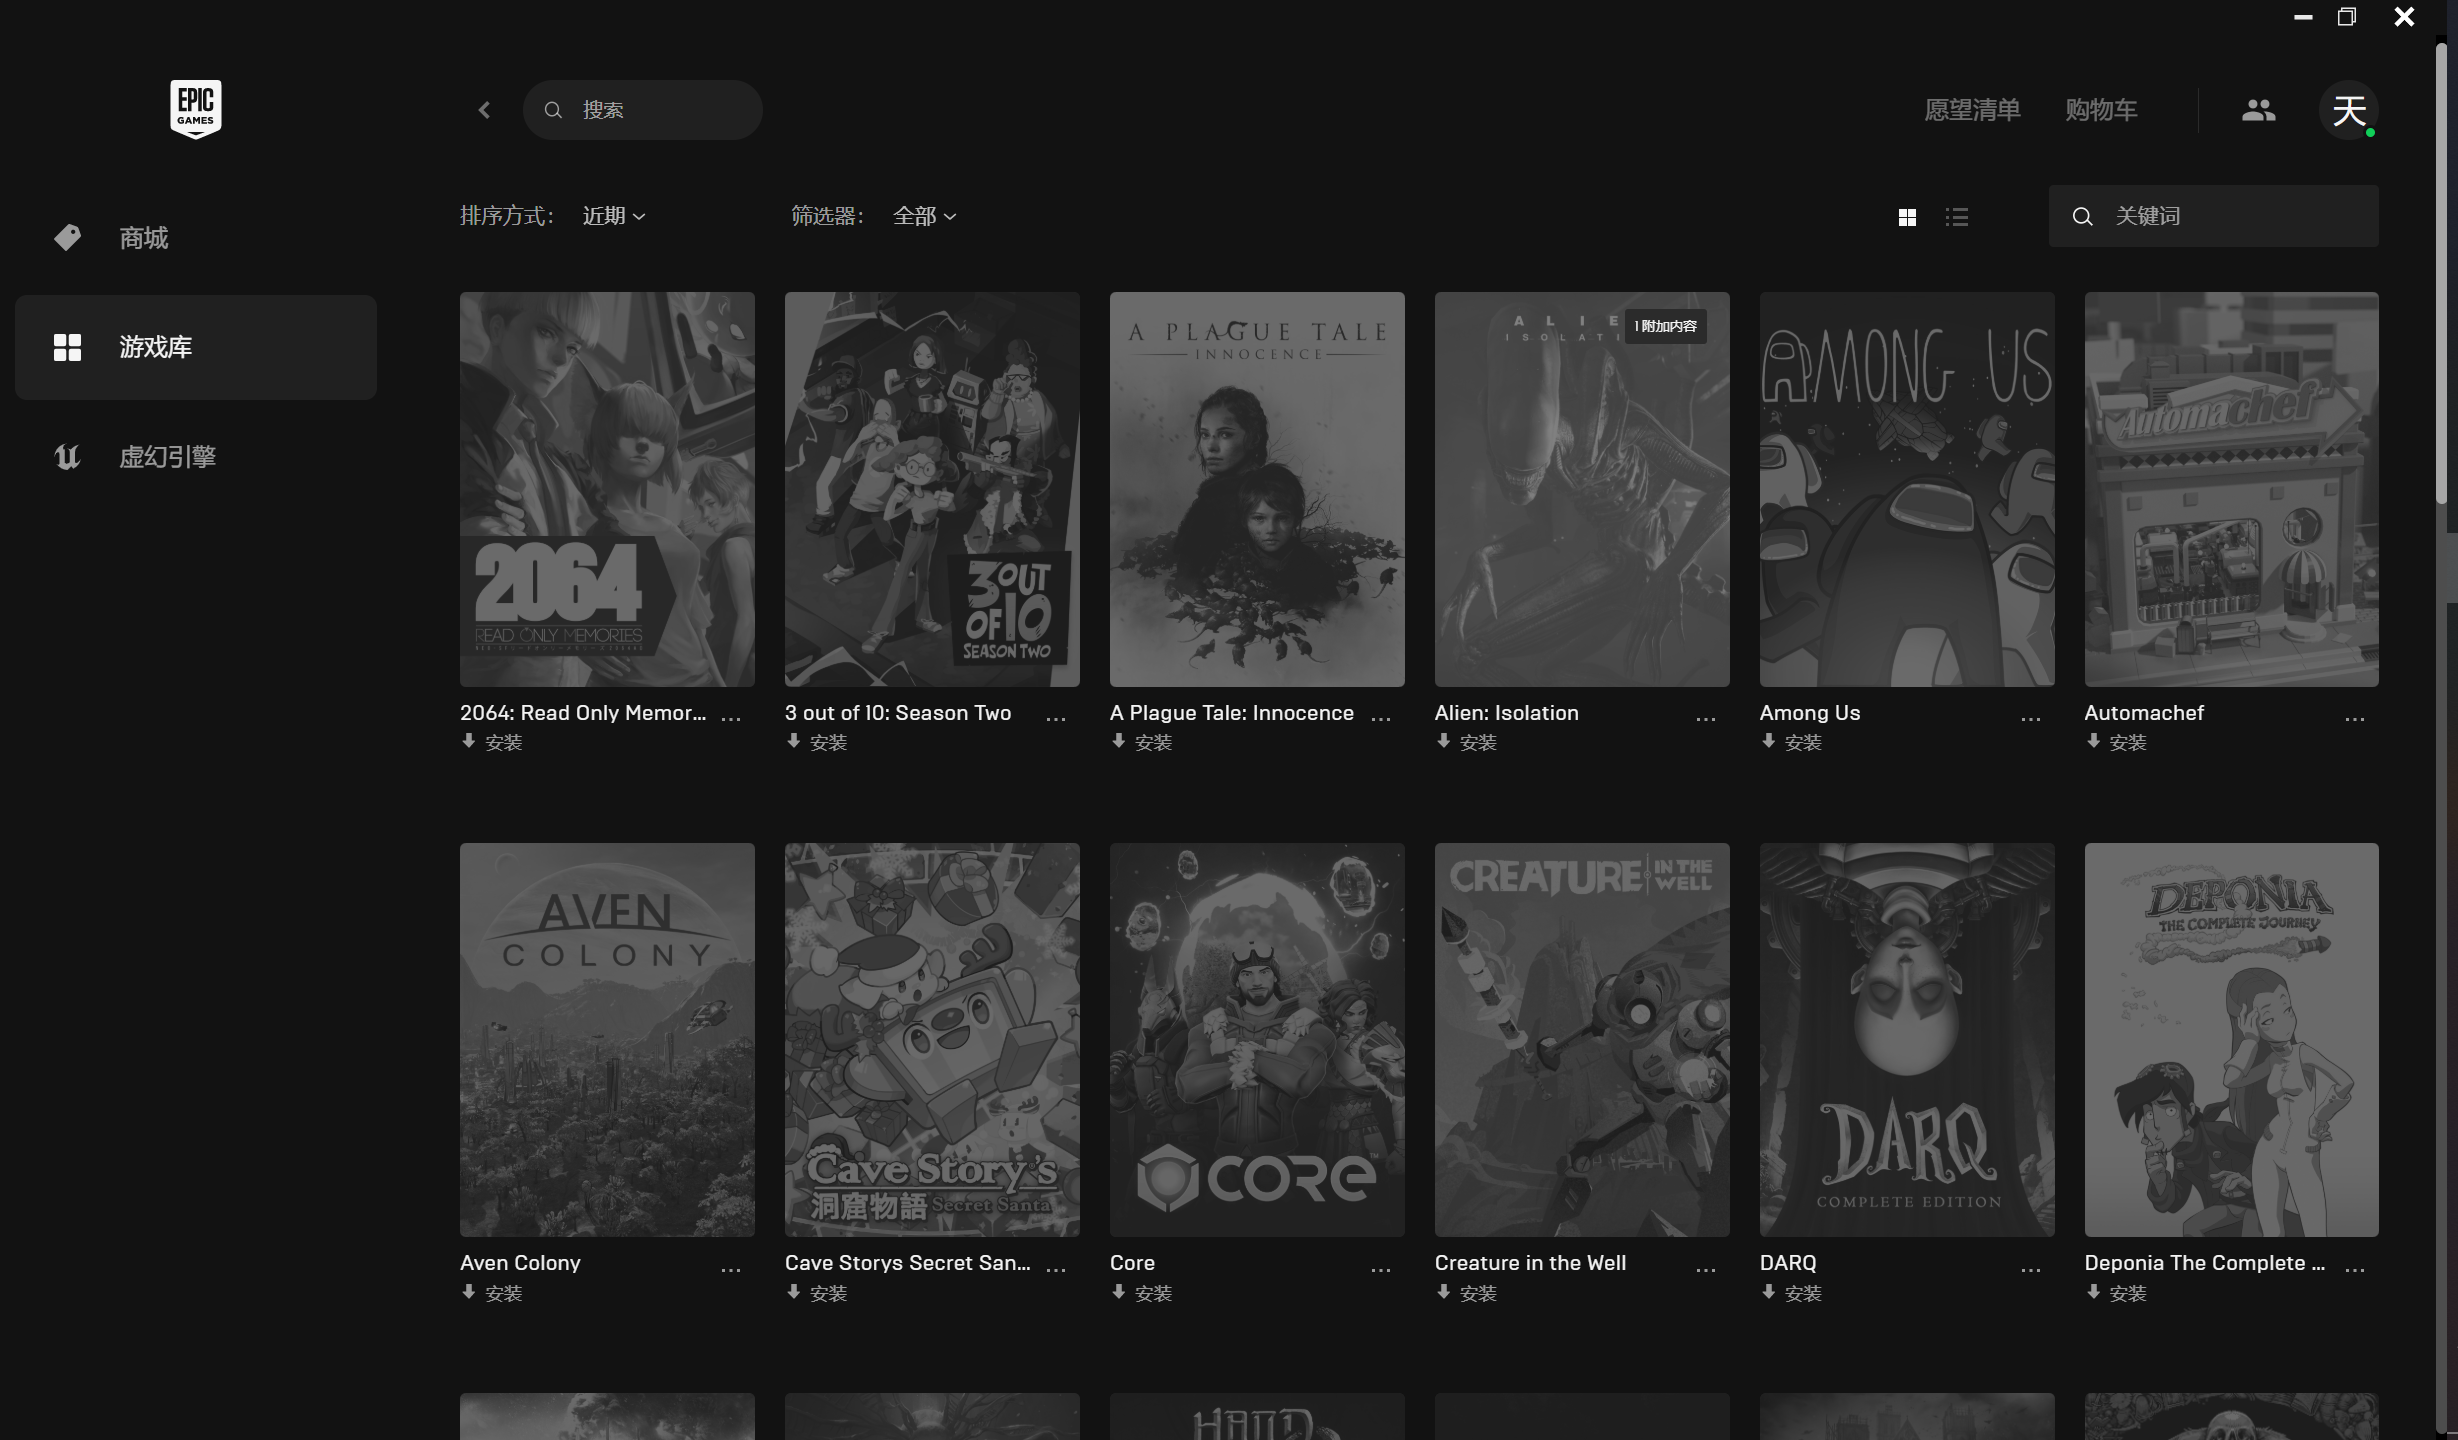 EPIC
GAMES
搜索
愿望清单
购物车
天
排序方式：
近期
筛选器：
全部
关键词
商城
游戏库
虚幻引擎
2064
READ ONLY MEMORIES
3 OUT
OF 10
SEASON TWO
A PLAGUE TALE
INNOCENCE
A L I E
I S O L A T I
1 附加内容
AMONG US
Automachef
2064: Read Only Memor...
安装
3 out of 10: Season Two
安装
A Plague Tale: Innocence
安装
Alien: Isolation
安装
Among Us
安装
Automachef
安装
AVEN
COLONY
Cave Story's
洞窟物語 Secret Santa
CORE™
CREATURE IN THE WELL
DARQ
COMPLETE EDITION
DEPONIA
THE COMPLETE JOURNEY
Aven Colony
安装
Cave Storys Secret San...
安装
Core
安装
Creature in the Well
安装
DARQ
安装
Deponia The Complete ...
安装
HAND